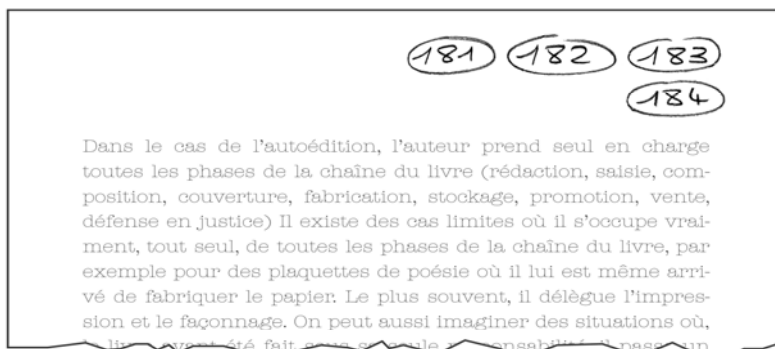 181 182 183
184
Dans le cas de l'autoédition, l'auteur prend seul en charge
toutes les phases de la chaîne du livre (rédaction, saisie, com-
position, couverture, fabrication, stockage, promotion, vente,
défense en justice) Il existe des cas limites où il s'occupe vrai-
ment, tout seul, de toutes les phases de la chaîne du livre, par
exemple pour des plaquettes de poésie où il lui est même arri-
vé de fabriquer le papier. Le plus souvent, il délègue l'impres-
sion et le façonnage. On peut aussi imaginer des situations où,
ayant été fait